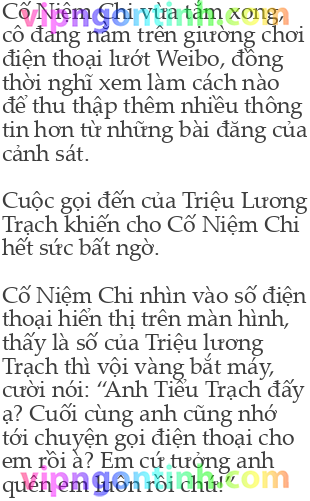 Cố Niệm Chi vừa tắm xong,
vipngontinh.com
cô đang nằm trên giường chơi
điện thoại lướt Weibo, đồng
thời nghĩ xem làm cách nào
để thu thập thêm nhiều thông
tin hơn từ những bài đăng của
cảnh sát.
Cuộc gọi đến của Triệu Lương
Trạch khiến cho Cố Niệm Chi
hết sức bất ngờ.
Cố Niệm Chi nhìn vào số điện
thoại hiển thị trên màn hình,
thấy là số của Triệu lương
Trạch thì vội vàng bắt máy,
cười nói: “Anh Tiểu Trạch đấy
ạ? Cuối cùng anh cũng nhớ
tới chuyện gọi điện thoại cho
em rồi à? Em cứ tưởng anh
quên em luôn rồi chứ!”
vipngontinh.com